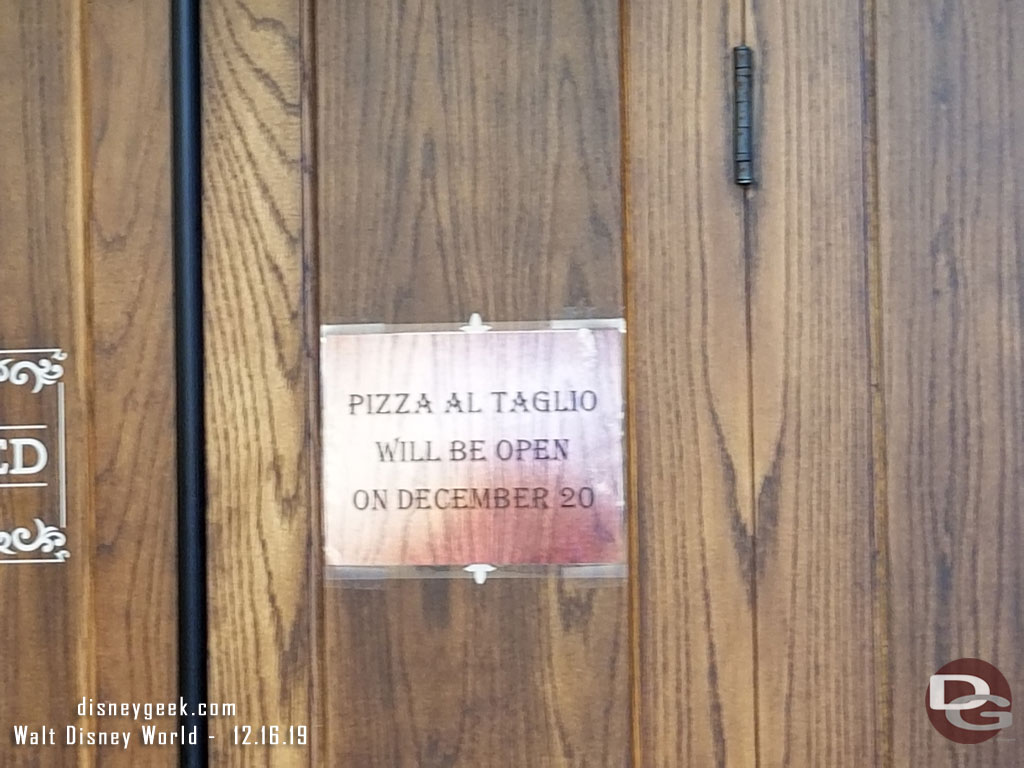 PIZZA AL TAGLIO
WILL BE OPEN
ON DECEMBER 20
ED
disneygeek.com
Walt Disney World - 12.16.19
DG